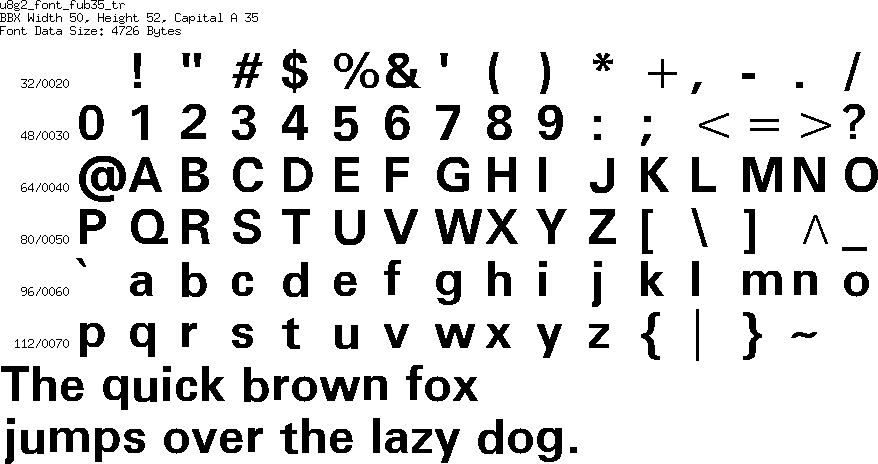 u8g2_font_fub35_tr
BBX Width 50, Height 52, Capital A 35
Font Data Size: 4726 Bytes
32/0020 ! " # $ % & ' ( ) * + , - . /
48/0030 0 1 2 3 4 5 6 7 8 9 : ; < = > ?
64/0040 @ A B C D E F G H I J K L M N O
80/0050 P Q R S T U V W X Y Z [ \ ] ^ _
96/0060 ` a b c d e f g h i j k l m n o
112/0070 p q r s t u v w x y z { | } ~
The quick brown fox
jumps over the lazy dog.